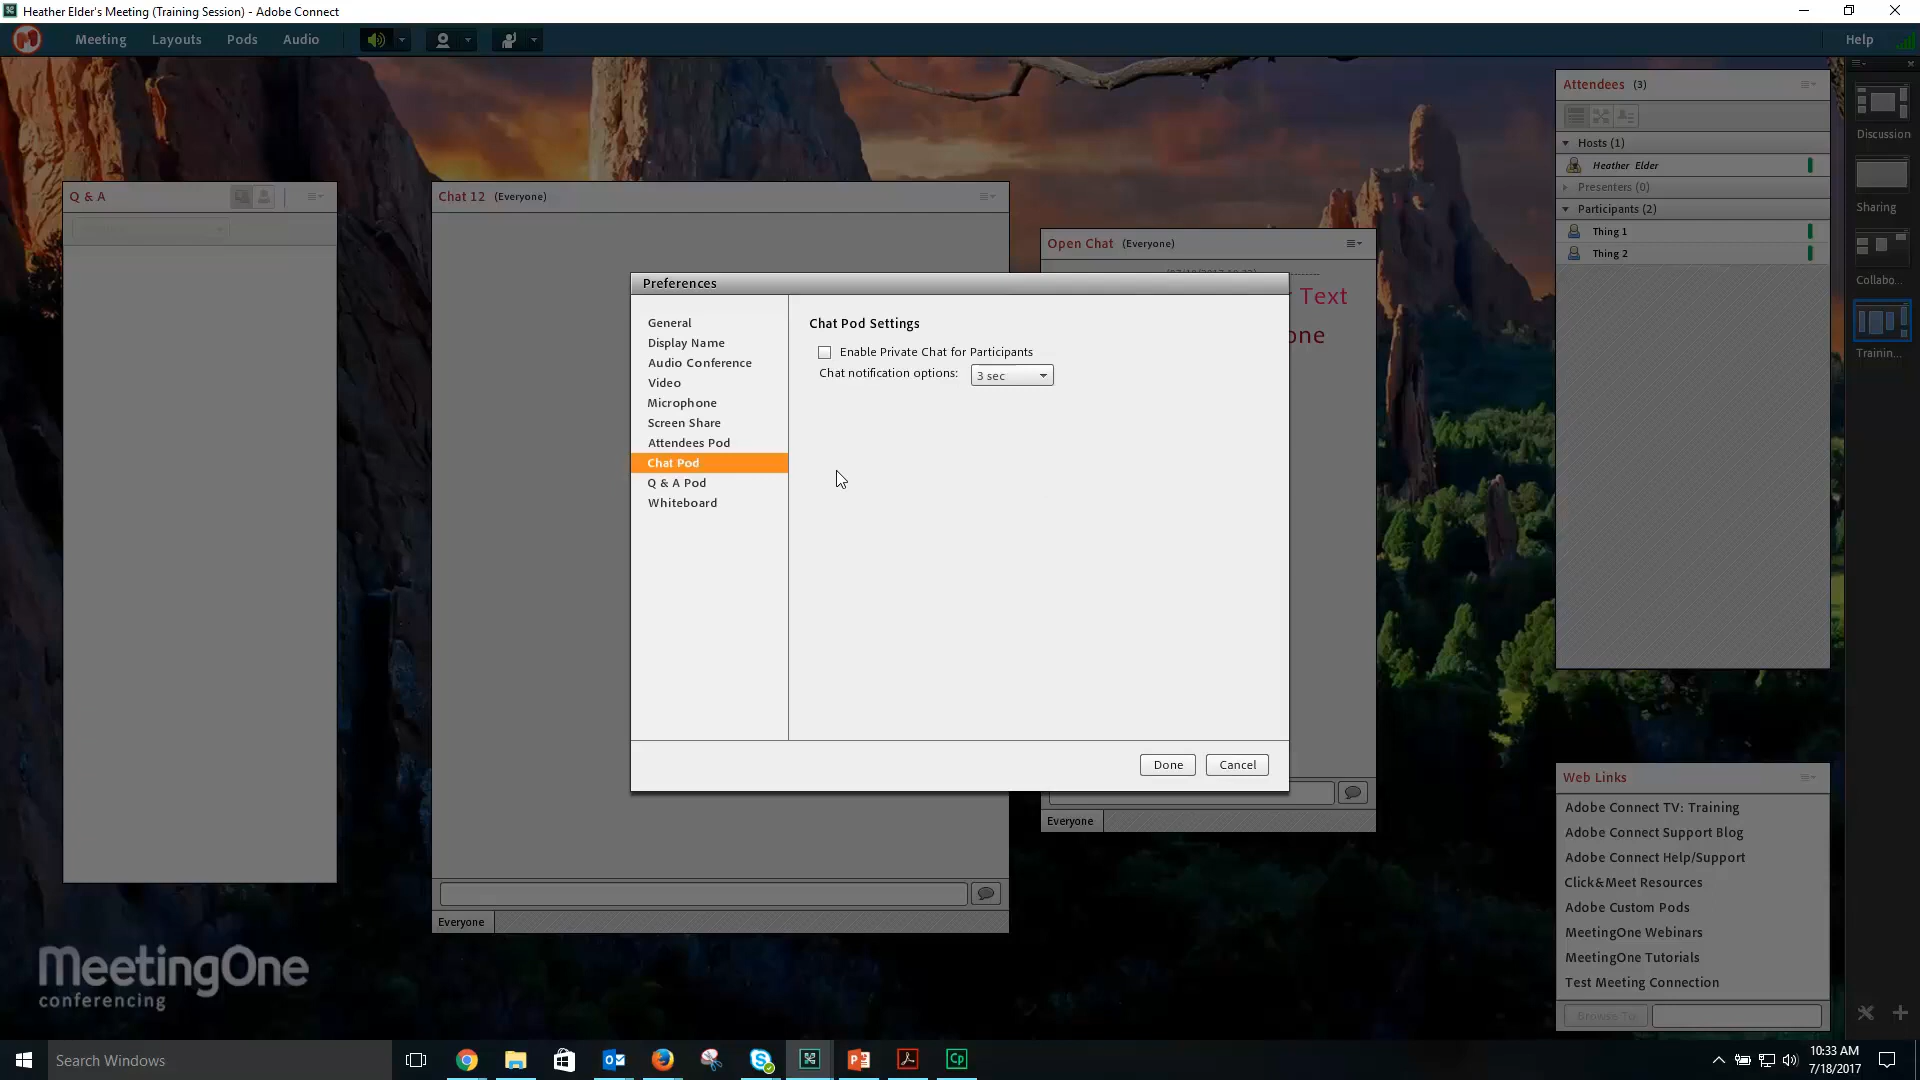 Heather Elder's Meeting (Training Session) - Adobe Connect
Meeting Layouts Pods Audio Help
Q & A
Chat 12 (Everyone)
Everyone
Open Chat (Everyone)
Text
one
Everyone
Preferences
General
Display Name
Audio Conference
Video
Microphone
Screen Share
Attendees Pod
Chat Pod
Q & A Pod
Whiteboard
Chat Pod Settings
Enable Private Chat for Participants
Chat notification options: 3 sec
Done Cancel
Attendees (3)
Hosts (1)
Heather Elder
Presenters (0)
Participants (2)
Thing 1
Thing 2
Web Links
Adobe Connect TV: Training
Adobe Connect Support Blog
Adobe Connect Help/Support
Click&Meet Resources
Adobe Custom Pods
MeetingOne Webinars
MeetingOne Tutorials
Test Meeting Connection
Browse To
Discussion
Sharing
Collabo...
Trainin...
MeetingOne
conferencing
Search Windows
10:33 AM
7/18/2017